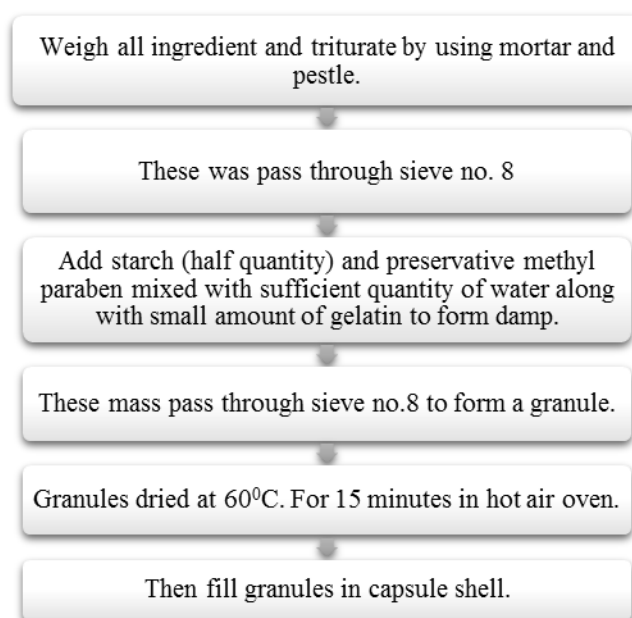 Weigh all ingredient and triturate by using mortar and
pestle.
These was pass through sieve no. 8
Add starch (half quantity) and preservative methyl
paraben mixed with sufficient quantity of water along
with small amount of gelatin to form damp.
These mass pass through sieve no.8 to form a granule.
Granules dried at 60⁰C. For 15 minutes in hot air oven.
Then fill granules in capsule shell.